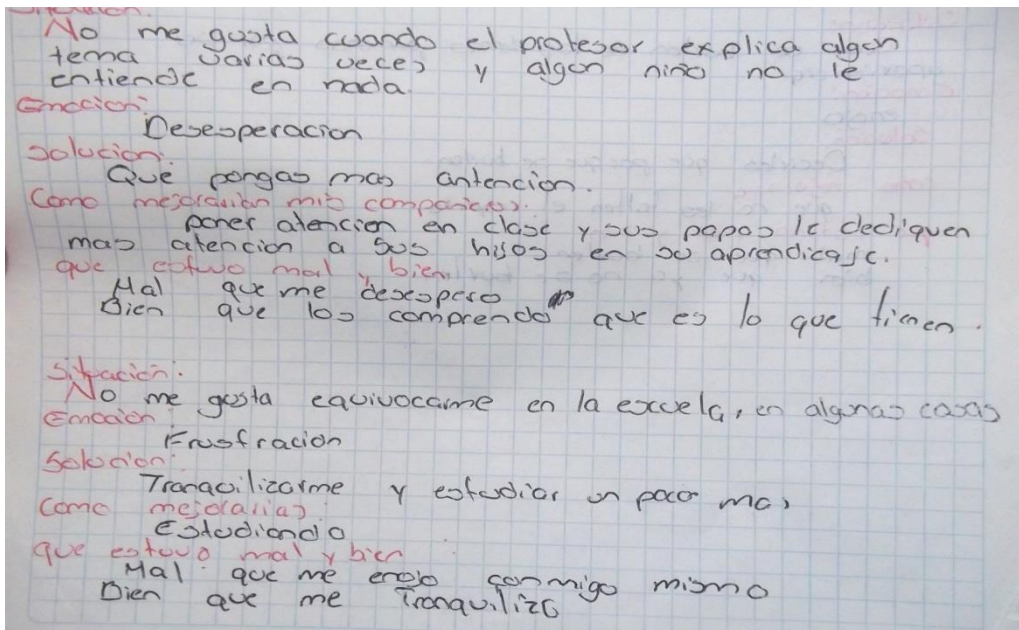 Situacion:
No me gusta cuando el profesor explica algun
tema varias veces y algun niño no le
entiende en nada.
Emocion:
Desesperacion
Solucion:
Que pongas mas antencion.
Como mejorarian mis compañeros:
poner atencion en clase y sus papas le dediquen
mas atencion a sus hijos en su aprendicaje.
que estuvo mal y bien
Mal que me desespero
Bien que los comprendo que es lo que tienen.
Situacion:
No me gusta equivocarme en la escuela, en algunas cosas
Emocion:
Frustracion
Solucion:
Tranquilizarme y estudiar un poco mas
Como mejorarias
Estudiando
que estuvo mal y bien
Mal que me enojo conmigo mismo
Bien que me Tranquilizo